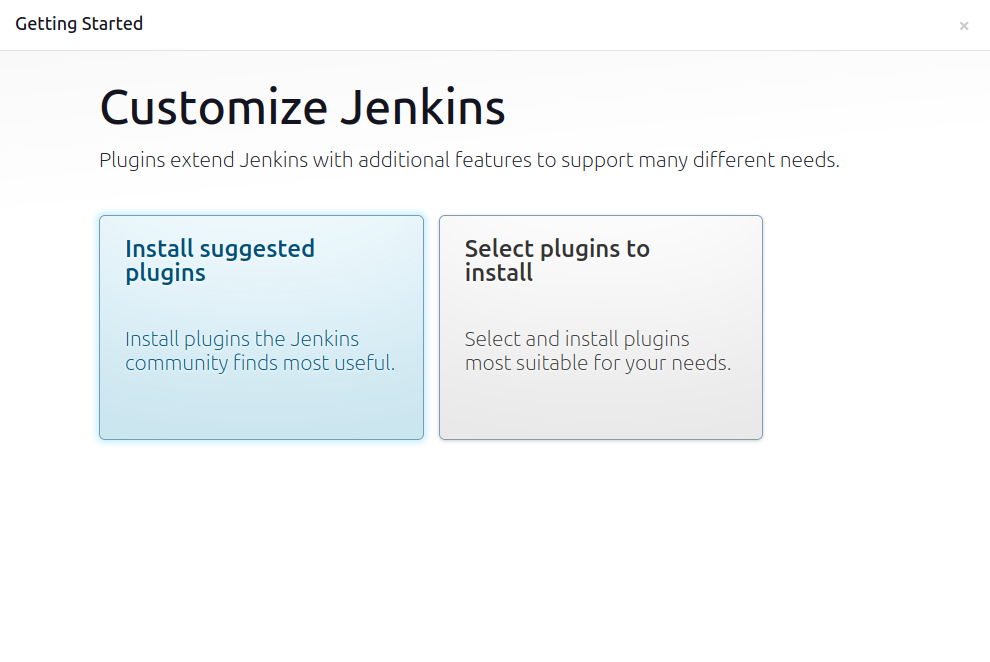 Getting Started
×
Customize Jenkins
Plugins extend Jenkins with additional features to support many different needs.
Install suggested
plugins
Install plugins the Jenkins
community finds most useful.
Select plugins to
install
Select and install plugins
most suitable for your needs.